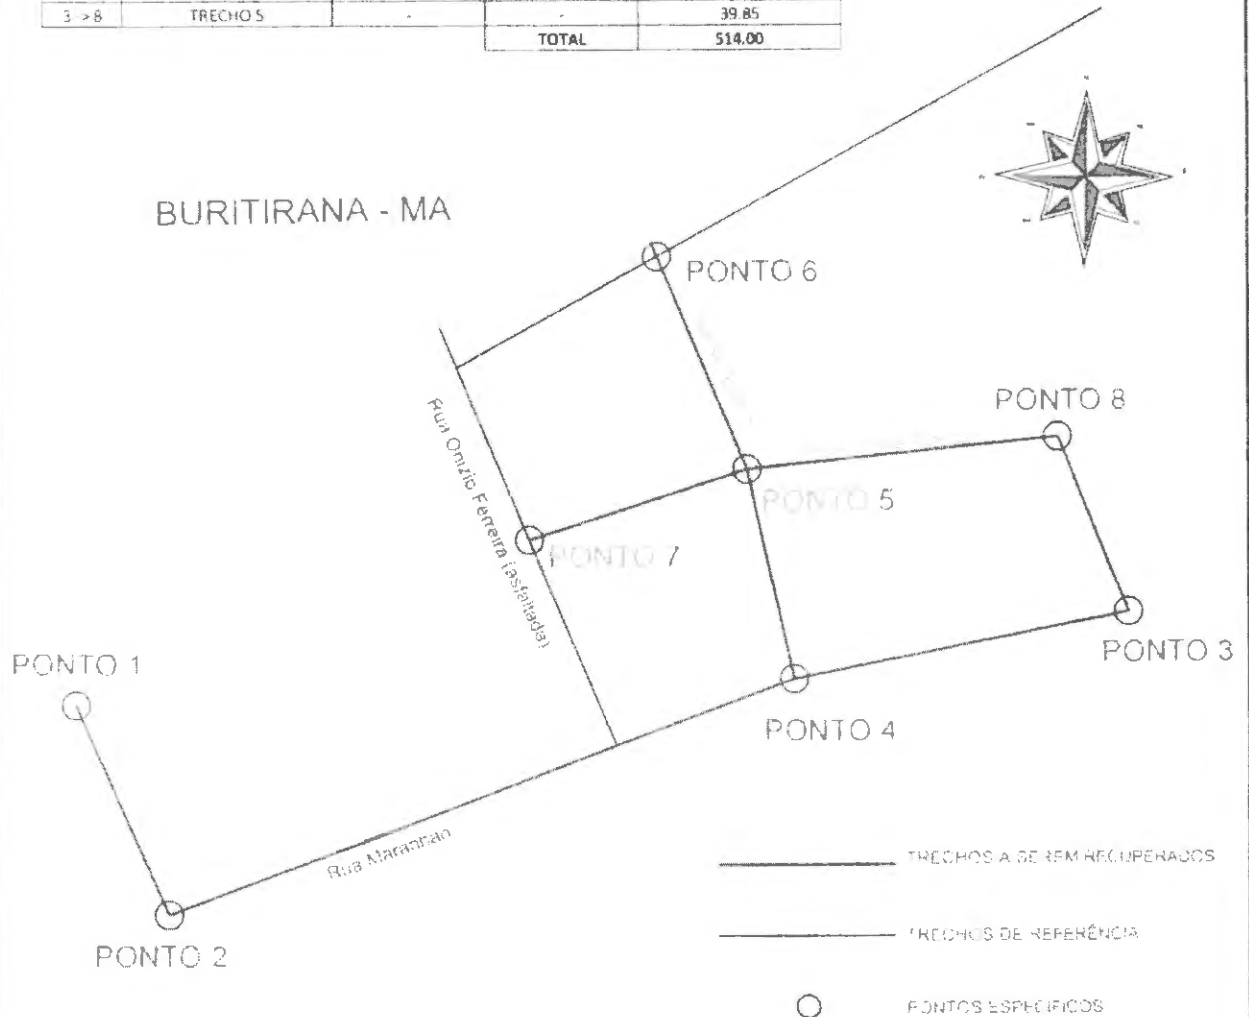 3->8 TRECHO 5 - - 39.85
TOTAL 514.00
BURITIRANA - MA
PONTO 6
PONTO 8
Rua Onizio Ferreira (asfaltada)
PONTO 5
PONTO 7
PONTO 3
PONTO 1
PONTO 4
Rua Maranhão
TRECHOS A SEREM RECUPERADOS
PONTO 2
TRECHOS DE REFERÊNCIA
PONTOS ESPECÍFICOS